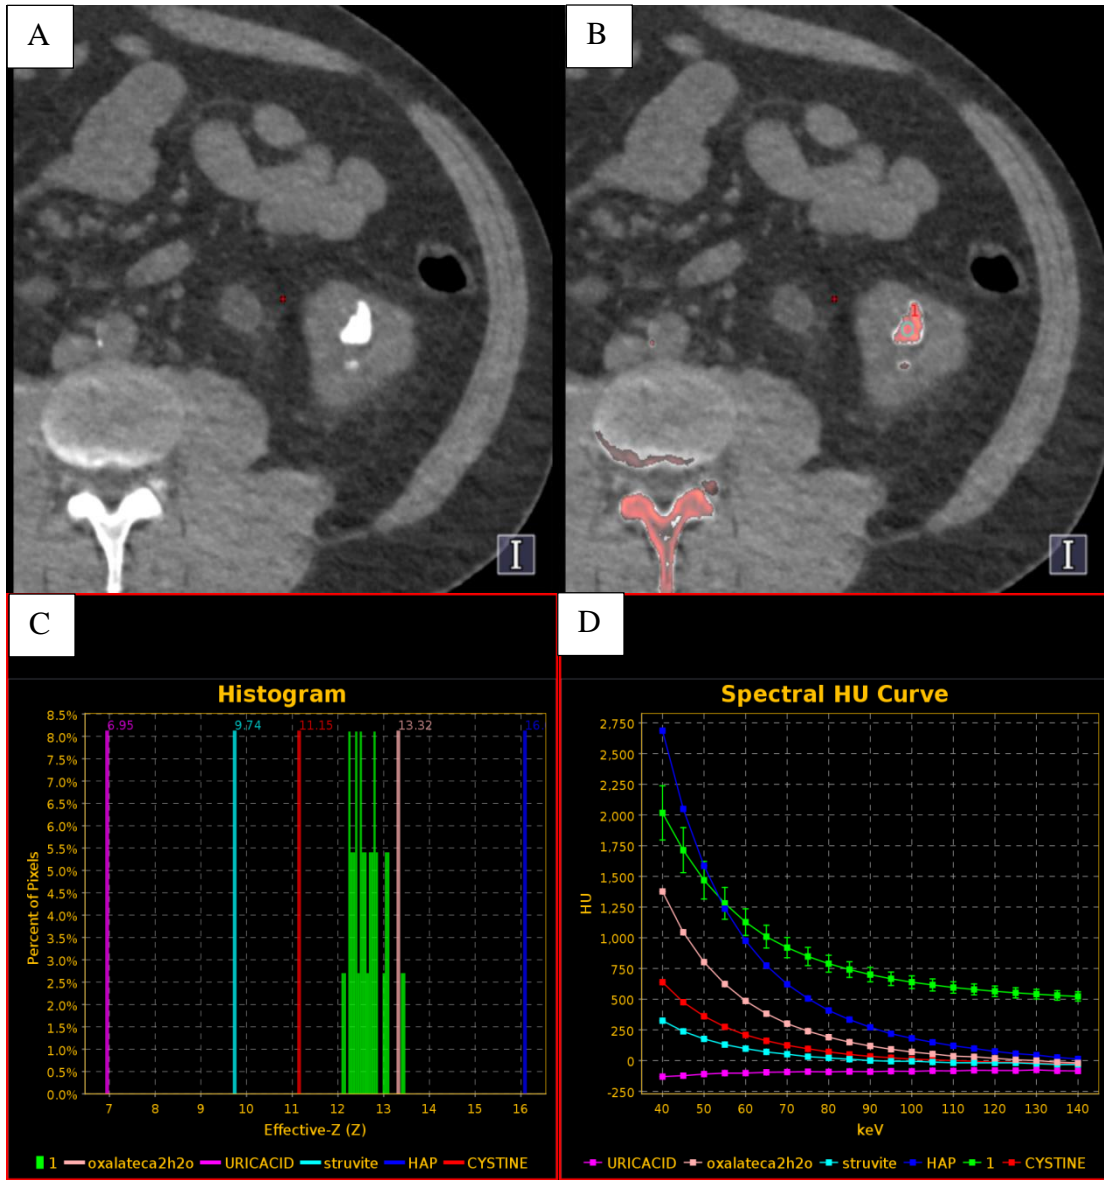 A
B
1
I
I
C
D
Histogram
8.5%
8.0%
7.5%
7.0%
6.5%
6.0%
5.5%
5.0%
4.5%
4.0%
3.5%
3.0%
2.5%
2.0%
1.5%
1.0%
0.5%
0.0%
Percent of Pixels
6.95
9.74
11.15
13.32
16.
7 8 9 10 11 12 13 14 15 16
Effective-Z (Z)
1 oxalateca2h2o URICACID struvite HAP CYSTINE
Spectral HU Curve
2,750
2,500
2,250
2,000
1,750
1,500
1,250
1,000
750
500
250
0
-250
HU
40 50 60 70 80 90 100 110 120 130 140
keV
URICACID oxalateca2h2o struvite HAP 1 CYSTINE